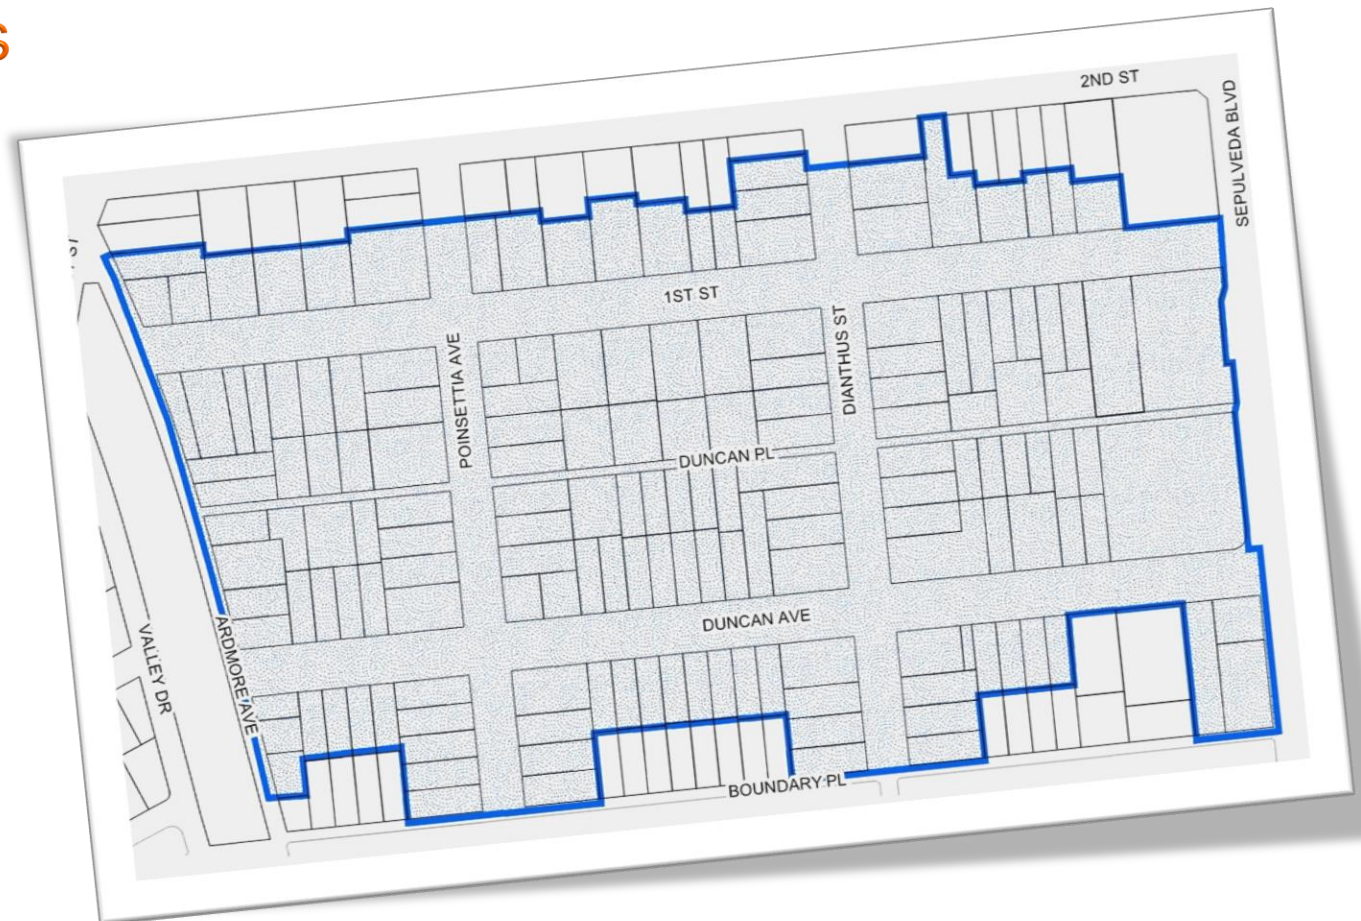 S
2ND ST
SEPULVEDA BLVD
1ST ST
POINSETTIA AVE
DIANTHUS ST
DUNCAN PL
DUNCAN AVE
VALLEY DR
ARDMORE AVE
BOUNDARY PL